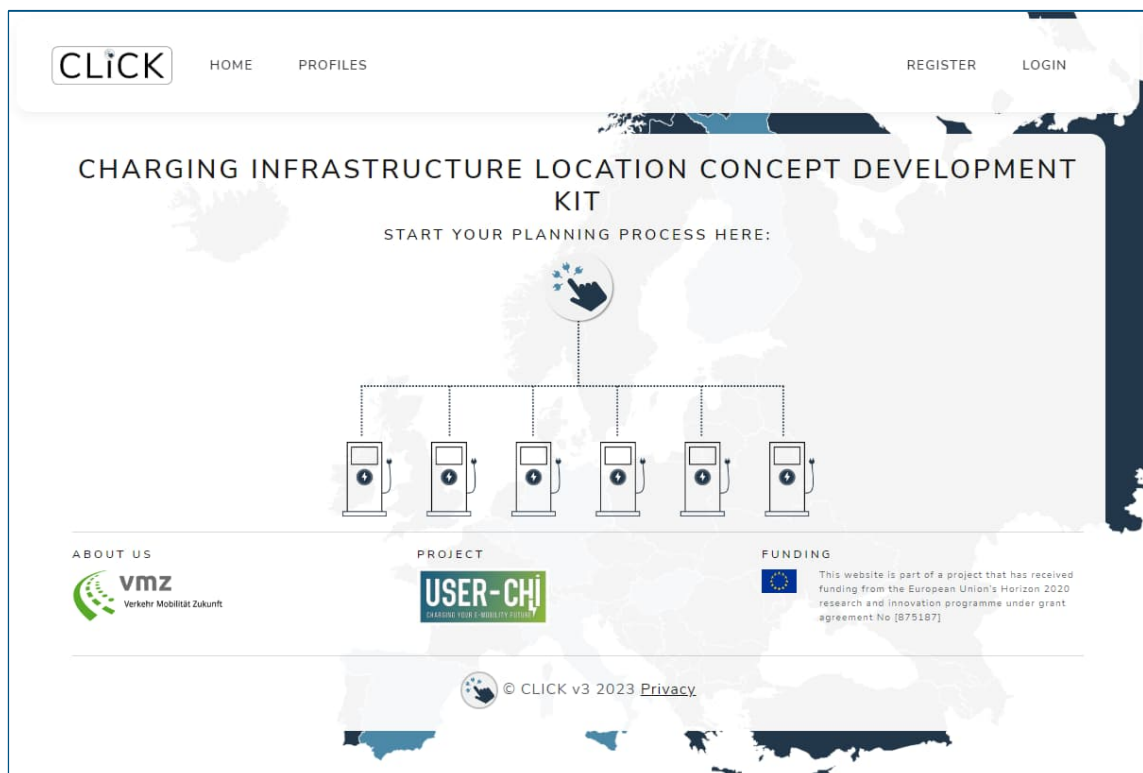 CLiCK
HOME
PROFILES
REGISTER
LOGIN
CHARGING INFRASTRUCTURE LOCATION CONCEPT DEVELOPMENT
KIT
START YOUR PLANNING PROCESS HERE:
ABOUT US
vmz
Verkehr Mobilität Zukunft
PROJECT
USER-CHi
CHARGING YOUR E-MOBILITY FUTURE
FUNDING
This website is part of a project that has received
funding from the European Union's Horizon 2020
research and innovation programme under grant
agreement No [875187]
© CLICK v3 2023 Privacy